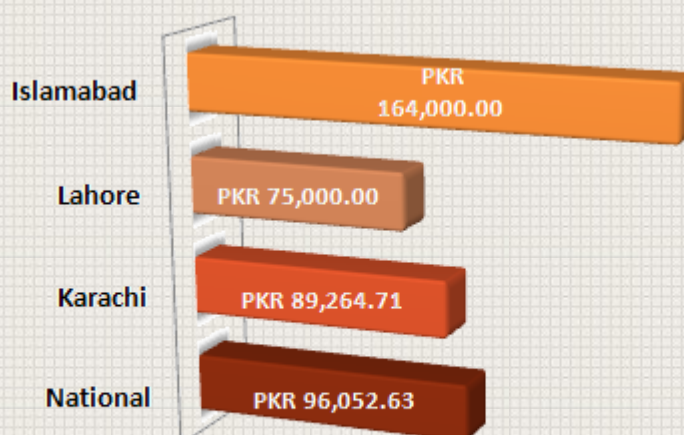 Islamabad
PKR
164,000.00
Lahore
PKR 75,000.00
Karachi
PKR 89,264.71
National
PKR 96,052.63